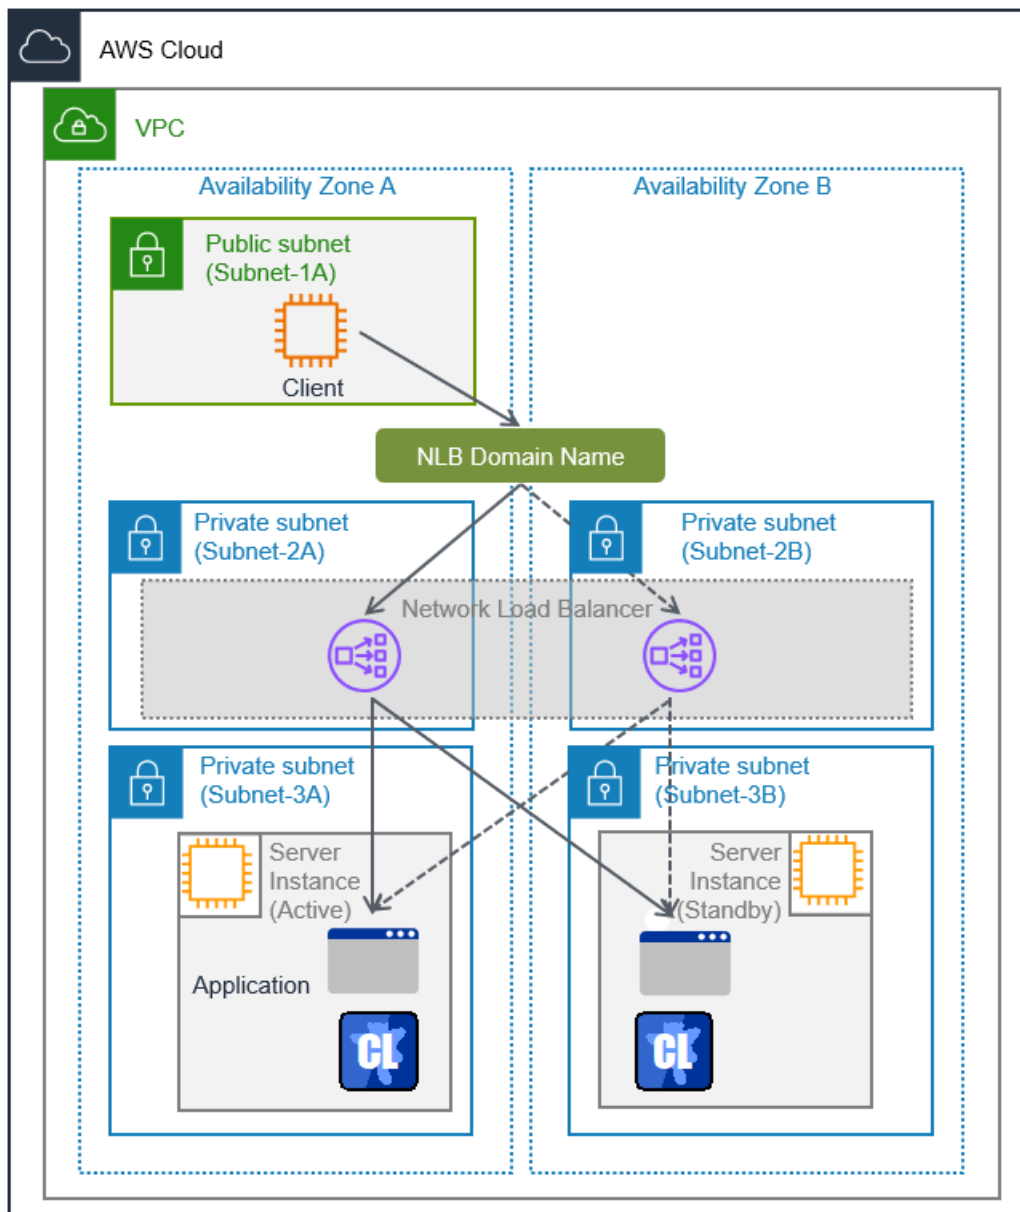 AWS Cloud
VPC
Availability Zone A
Availability Zone B
Public subnet
(Subnet-1A)
Client
NLB Domain Name
Private subnet
(Subnet-2A)
Private subnet
(Subnet-2B)
Network Load Balancer
Private subnet
(Subnet-3A)
Private subnet
(Subnet-3B)
Server
Instance
(Active)
Server
Instance
(Standby)
Application
CL
CL